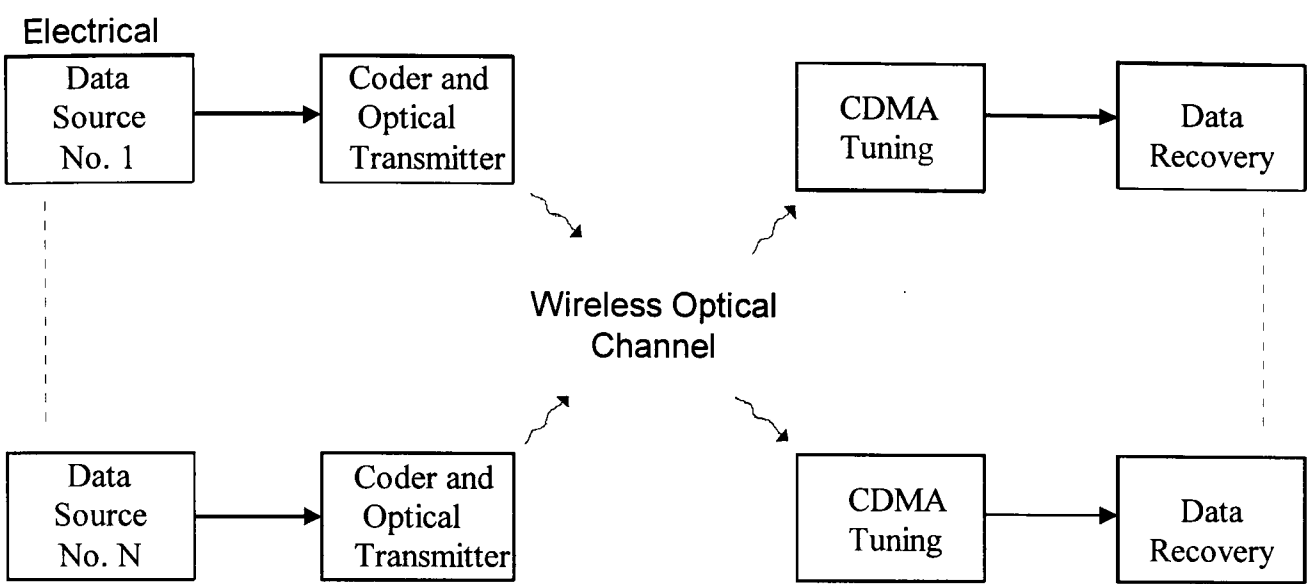 Electrical
Data
Source
No. 1
Coder and
Optical
Transmitter
CDMA
Tuning
Data
Recovery
Wireless Optical
Channel
Data
Source
No. N
Coder and
Optical
Transmitter
CDMA
Tuning
Data
Recovery